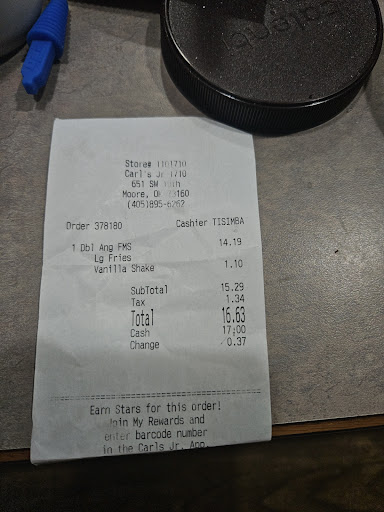 Store# 1101710
Carl's Jr 1710
651 SW
Moore, OK 73160
(405)895-6262
Order 378180 Cashier TISIMBA
1 Dbl Ang FMS 14.19
Lg Fries
Vanilla Shake 1.10
SubTotal 15.29
Tax 1.34
Total 16.63
Cash 17.00
Change 0.37
Earn Stars for this order!
Join My Rewards and
enter barcode number
in the Carls Jr. App.